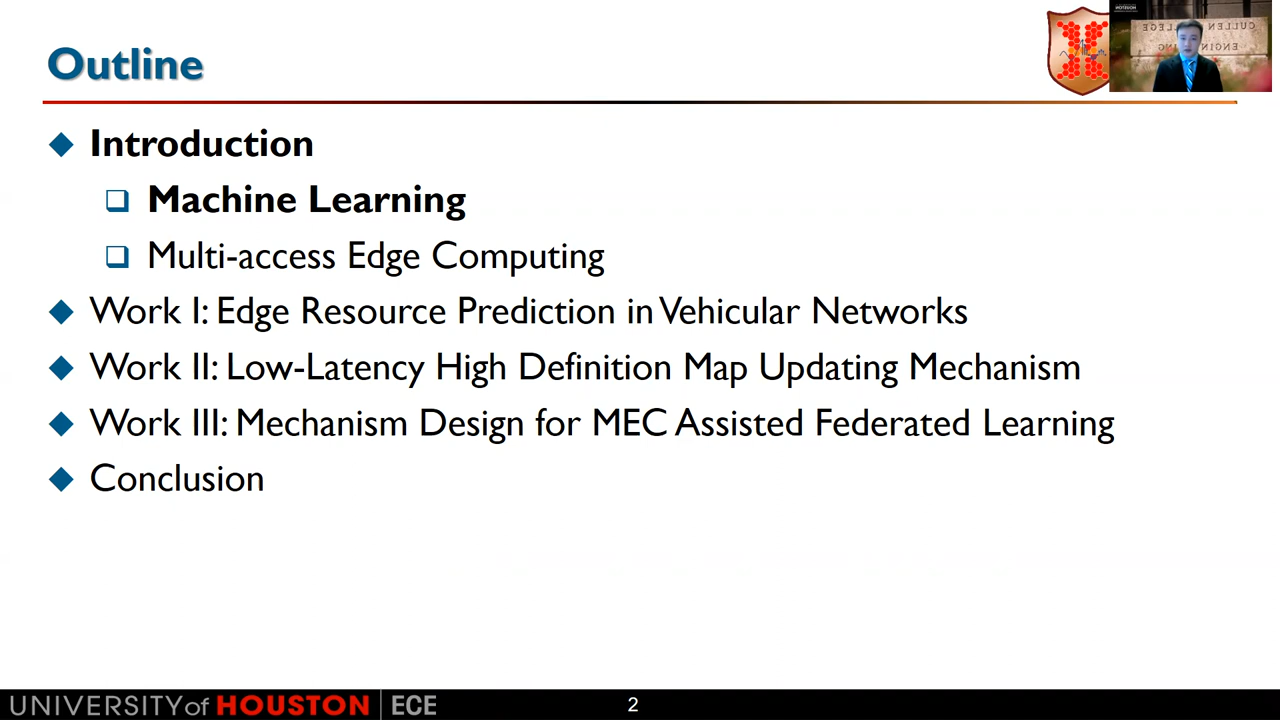 Outline
Introduction
Machine Learning
Multi-access Edge Computing
Work I: Edge Resource Prediction in Vehicular Networks
Work II: Low-Latency High Definition Map Updating Mechanism
Work III: Mechanism Design for MEC Assisted Federated Learning
Conclusion
UNIVERSITY of HOUSTON | ECE
2